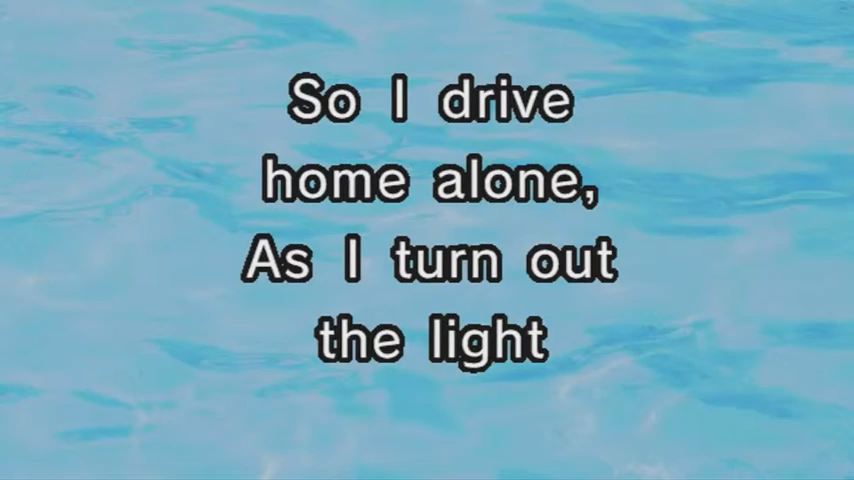 So I drive
home alone,
As I turn out
the light